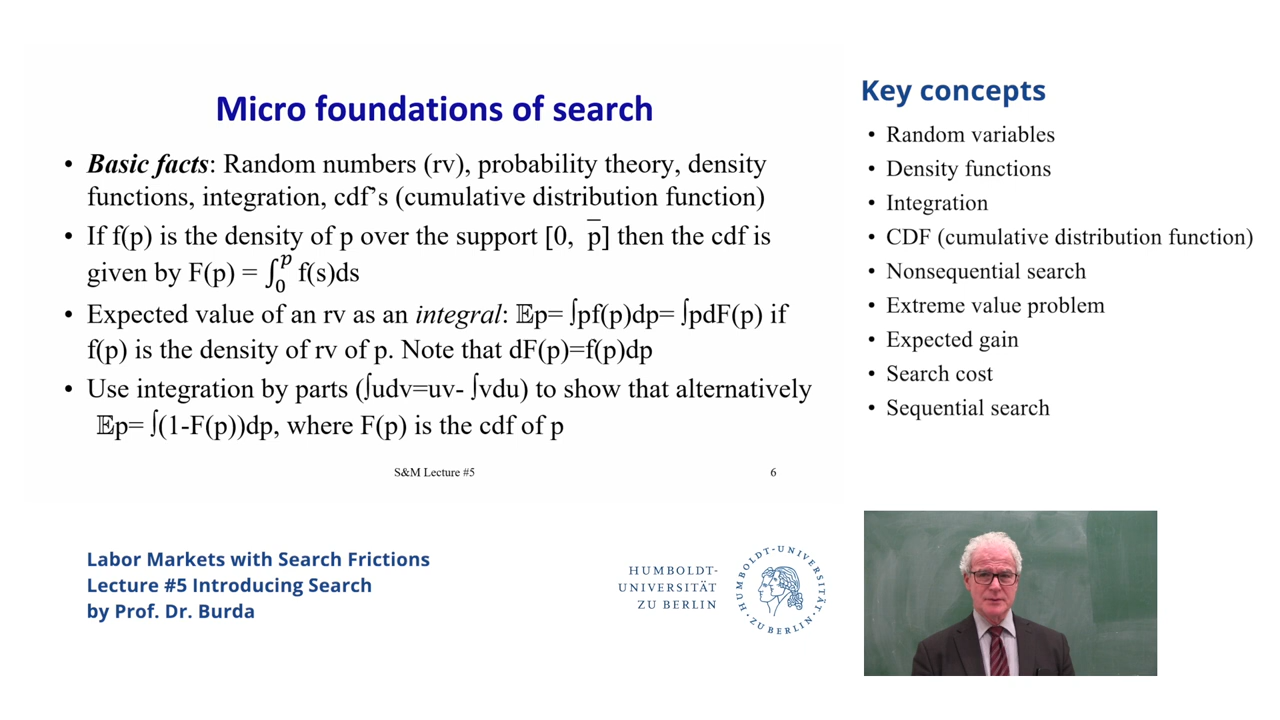 Micro foundations of search
• Basic facts: Random numbers (rv), probability theory, density
functions, integration, cdf's (cumulative distribution function)
• If f(p) is the density of p over the support [0, p̅] then the cdf is
given by F(p) = ∫₀ᵖ f(s)ds
• Expected value of an rv as an integral: 𝔼p= ∫pf(p)dp= ∫pdF(p) if
f(p) is the density of rv of p. Note that dF(p)=f(p)dp
• Use integration by parts (∫udv=uv- ∫vdu) to show that alternatively
𝔼p= ∫(1-F(p))dp, where F(p) is the cdf of p
S&M Lecture #5
6
Key concepts
• Random variables
• Density functions
• Integration
• CDF (cumulative distribution function)
• Nonsequential search
• Extreme value problem
• Expected gain
• Search cost
• Sequential search
Labor Markets with Search Frictions
Lecture #5 Introducing Search
by Prof. Dr. Burda
HUMBOLDT-
UNIVERSITÄT
ZU BERLIN
HUMBOLDT-UNIVERSITÄT
· ZU BERLIN ·